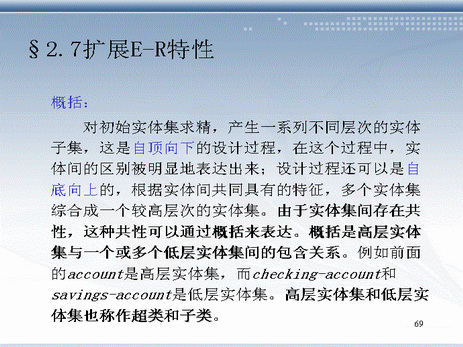 §2.7扩展E-R特性
概括：
对初始实体集求精，产生一系列不同层次的实体
子集，这是自顶向下的设计过程，在这个过程中，实
体间的区别被明显地表达出来；设计过程还可以是自
底向上的，根据实体间共同具有的特征，多个实体集
综合成一个较高层次的实体集。由于实体集间存在共
性，这种共性可以通过概括来表达。概括是高层实体
集与一个或多个低层实体集间的包含关系。例如前面
的account是高层实体集，而checking-account和
savings-account是低层实体集。高层实体集和低层实
体集也称作超类和子类。
69